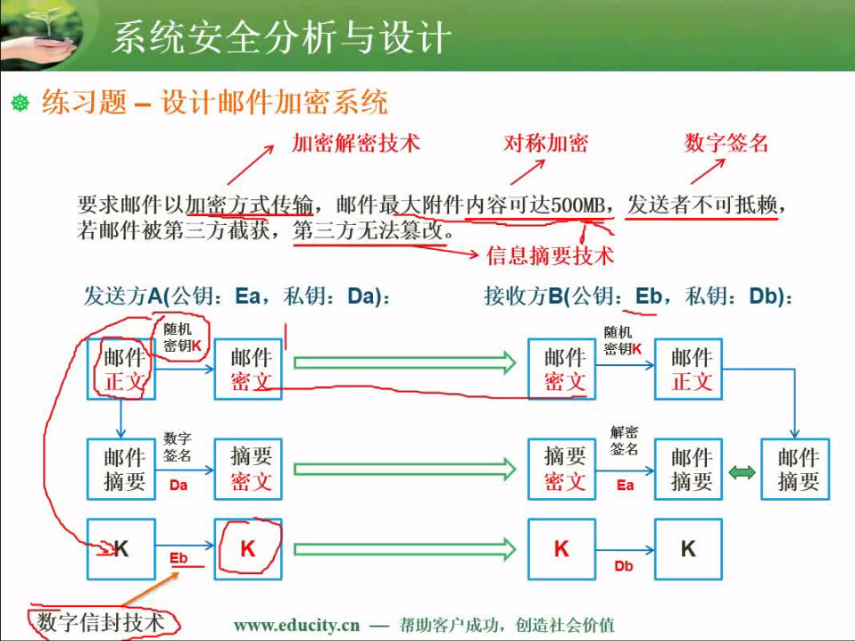 系统安全分析与设计
练习题 – 设计邮件加密系统
加密解密技术
对称加密
数字签名
要求邮件以加密方式传输，邮件最大附件内容可达500MB，发送者不可抵赖，
若邮件被第三方截获，第三方无法篡改。
信息摘要技术
发送方A(公钥：Ea，私钥：Da)：
接收方B(公钥：Eb，私钥：Db)：
邮件
正文
随机
密钥K
邮件
密文
邮件
密文
随机
密钥K
邮件
正文
邮件
摘要
数字
签名
Da
摘要
密文
摘要
密文
解密
签名
Ea
邮件
摘要
邮件
摘要
K
Eb
K
K
Db
K
数字信封技术
www.educity.cn — 帮助客户成功，创造社会价值